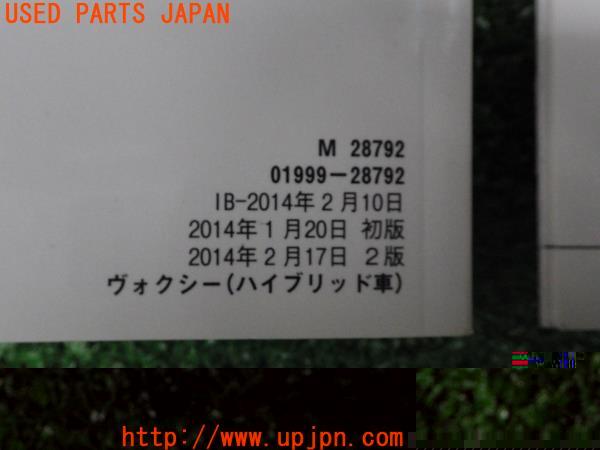 USED PARTS JAPAN
M 28792
01999-28792
IB-2014年2月10日
2014年1月20日 初版
2014年2月17日 2版
ヴォクシー(ハイブリッド車)
http://www.upjpn.com